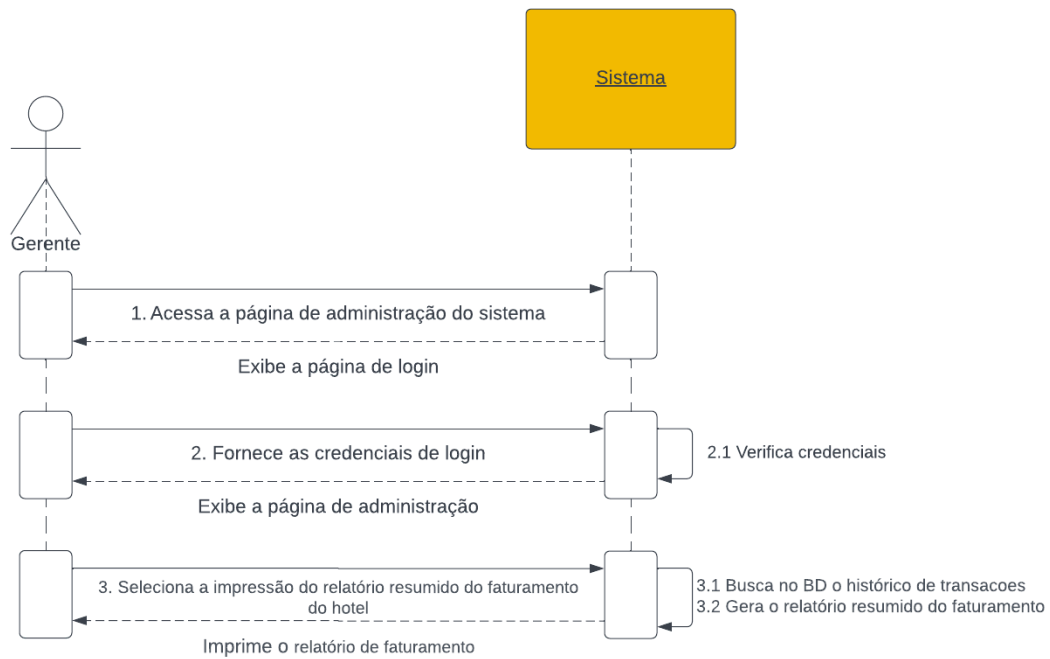 Sistema
Gerente
1. Acessa a página de administração do sistema
Exibe a página de login
2. Fornece as credenciais de login
2.1 Verifica credenciais
Exibe a página de administração
3. Seleciona a impressão do relatório resumido do faturamento
do hotel
3.1 Busca no BD o histórico de transacoes
3.2 Gera o relatório resumido do faturamento
Imprime o relatório de faturamento